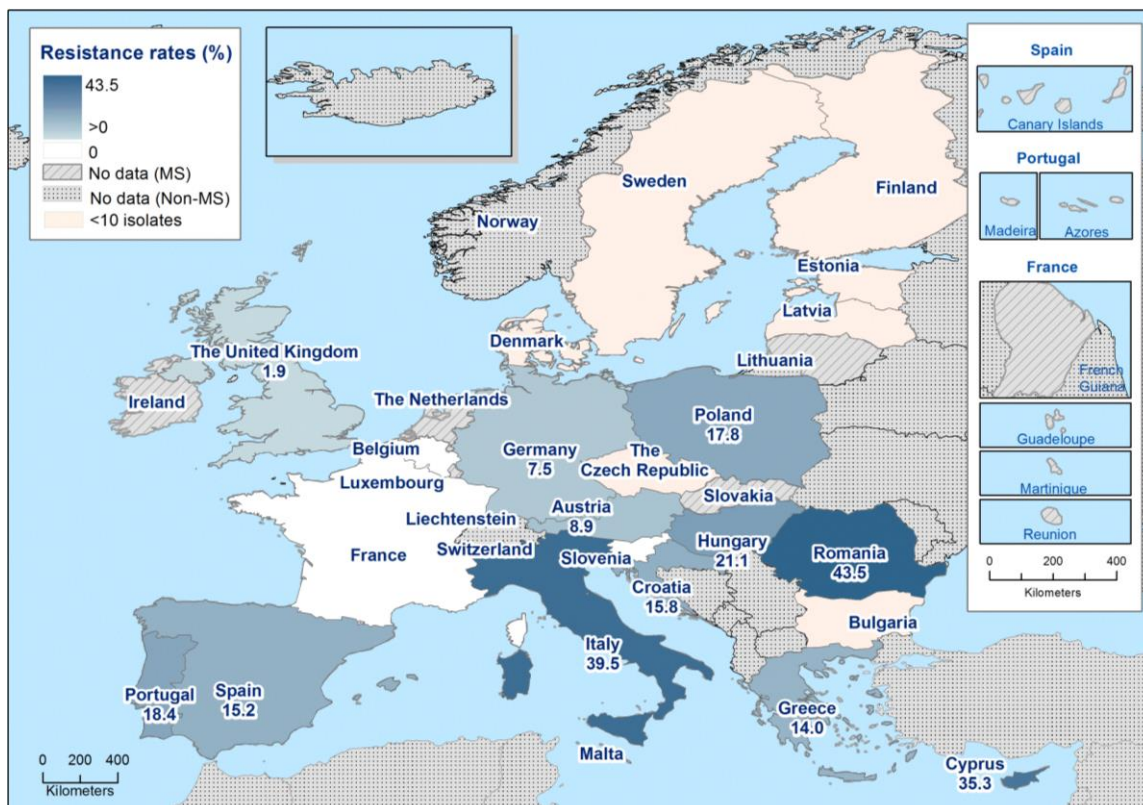 Resistance rates (%)
43.5
>0
0
No data (MS)
No data (Non-MS)
<10 isolates
Spain
Canary Islands
Portugal
Madeira
Azores
France
French
Guiana
Guadeloupe
Martinique
Reunion
0 200 400
Kilometers
Sweden
Finland
Norway
Estonia
Latvia
Denmark
Lithuania
The United Kingdom
1.9
Ireland
The Netherlands
Poland
17.8
Belgium
Germany
7.5
The
Czech Republic
Luxembourg
Slovakia
Austria
8.9
Liechtenstein
Hungary
21.1
Romania
43.5
France
Switzerland
Slovenia
Croatia
15.8
Bulgaria
Italy
39.5
Portugal
18.4
Spain
15.2
Greece
14.0
Malta
Cyprus
35.3
0 200 400
Kilometers